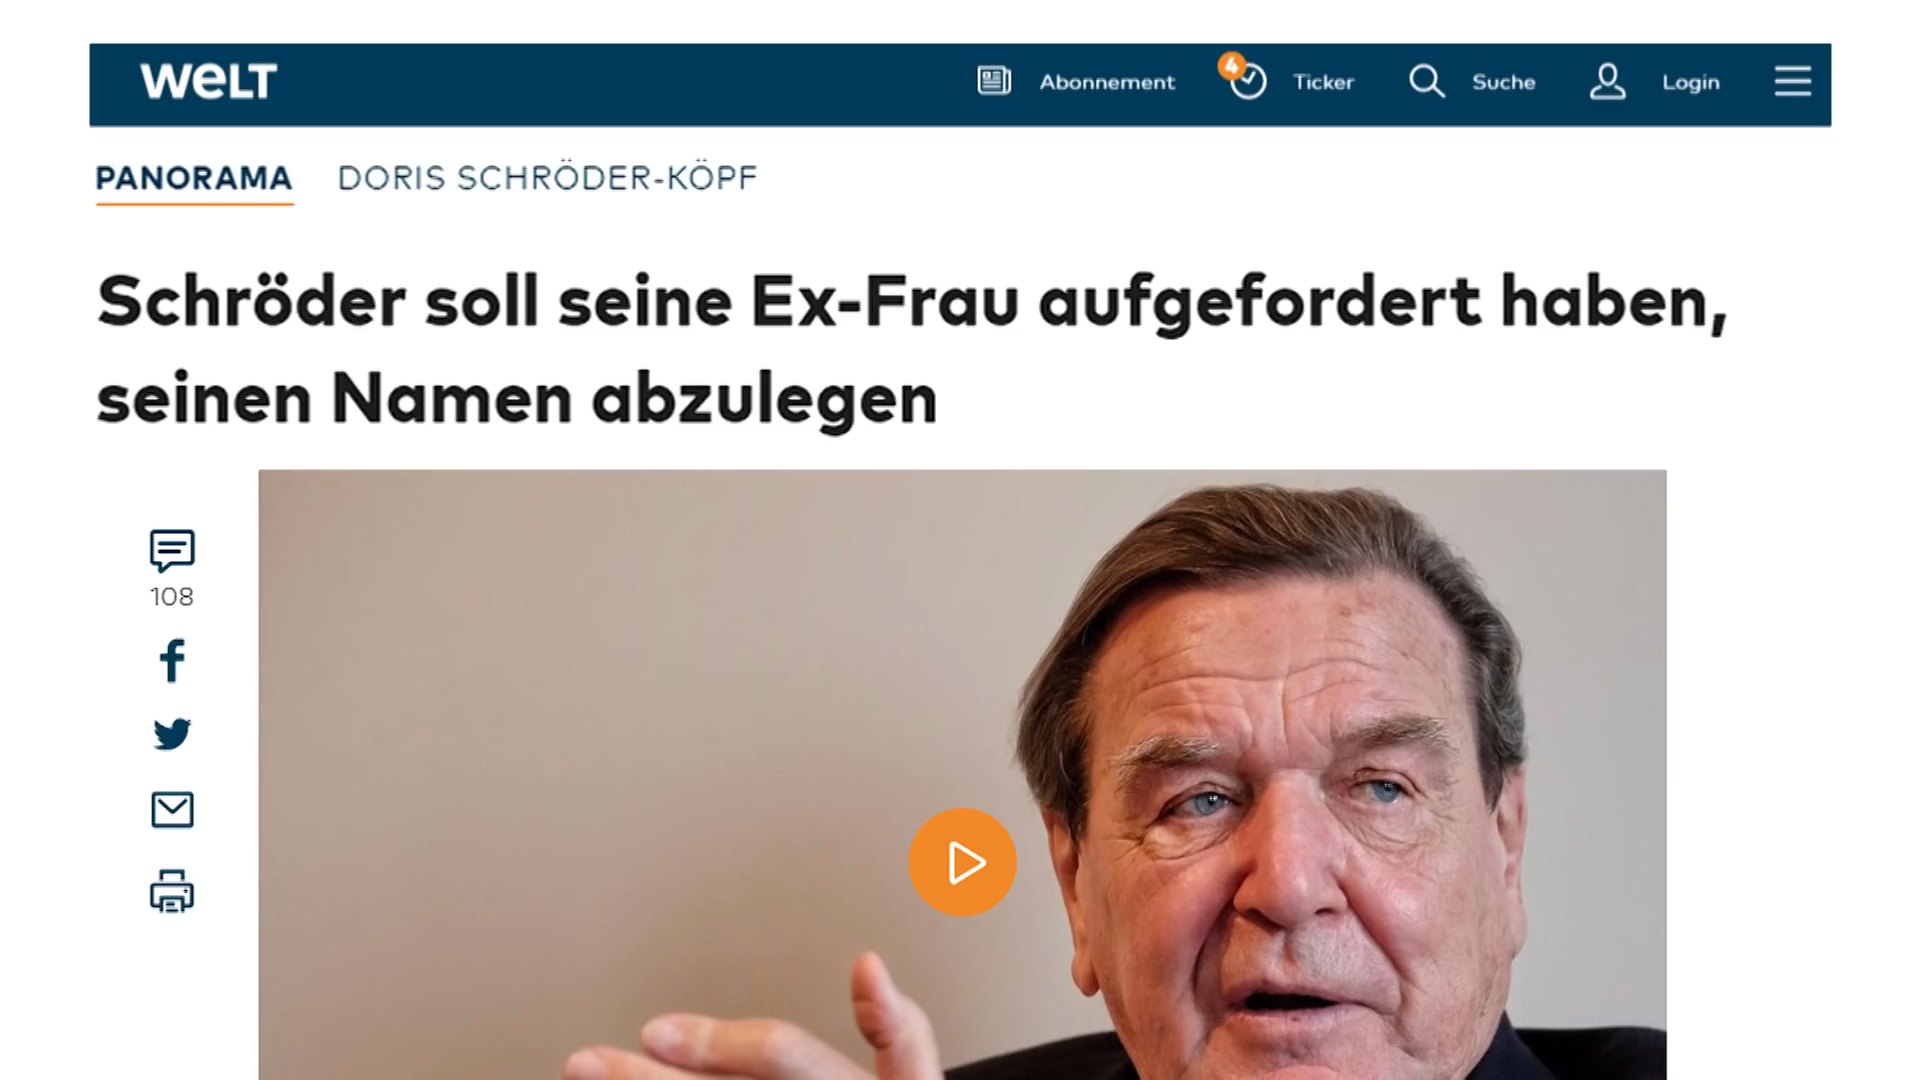 welt
Abonnement
4
Ticker
Suche
Login
PANORAMA DORIS SCHRÖDER-KÖPF
Schröder soll seine Ex-Frau aufgefordert haben,
seinen Namen abzulegen
108